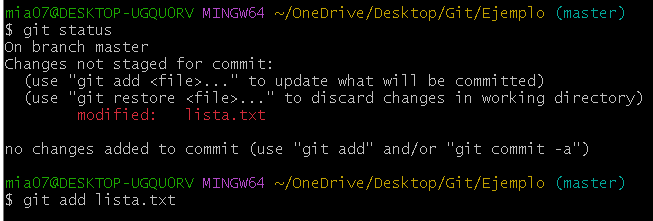 mia07@DESKTOP-UGQUORV MINGW64 ~/OneDrive/Desktop/Git/Ejemplo (master)
$ git status
On branch master
Changes not staged for commit:
  (use "git add <file>..." to update what will be committed)
  (use "git restore <file>..." to discard changes in working directory)
        modified:   lista.txt

no changes added to commit (use "git add" and/or "git commit -a")

mia07@DESKTOP-UGQUORV MINGW64 ~/OneDrive/Desktop/Git/Ejemplo (master)
$ git add lista.txt